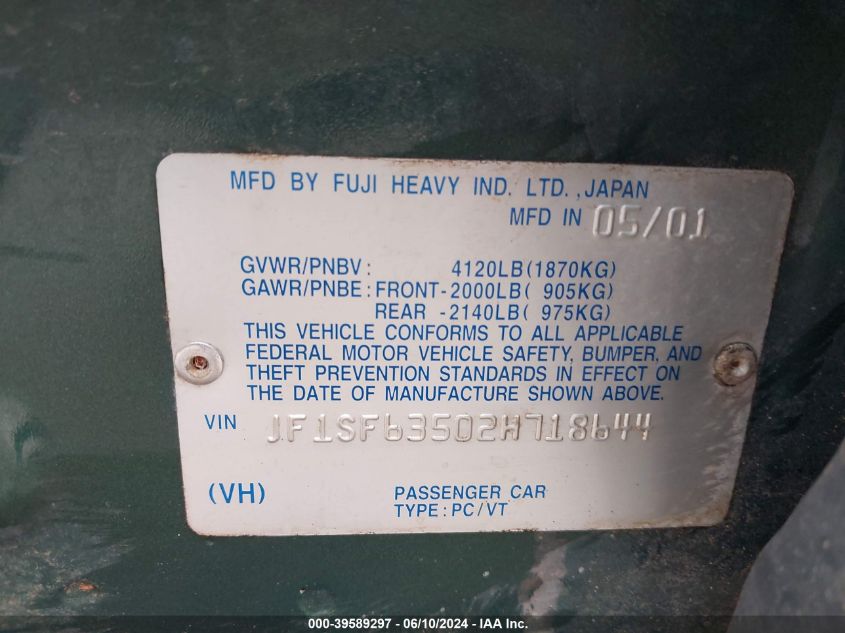 MFD BY FUJI HEAVY IND. LTD.,JAPAN
MFD IN 05/01
GVWR/PNBV: 4120LB(1870KG)
GAWR/PNBE:FRONT-2000LB( 905KG)
REAR -2140LB( 975KG)
THIS VEHICLE CONFORMS TO ALL APPLICABLE
FEDERAL MOTOR VEHICLE SAFETY, BUMPER, AND
THEFT PREVENTION STANDARDS IN EFFECT ON
THE DATE OF MANUFACTURE SHOWN ABOVE.
VIN JF1SF63502H718644
(VH) PASSENGER CAR
TYPE:PC/VT
000-39589297 - 06/10/2024 - IAA Inc.